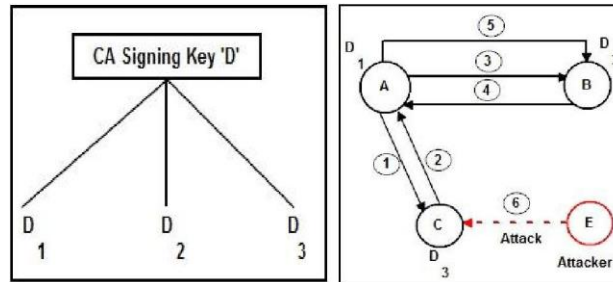 CA Signing Key 'D'
D D D
1 2 3
5
D D
1
3
A B
4
1 2
6
C E
Attack
D Attacker
3